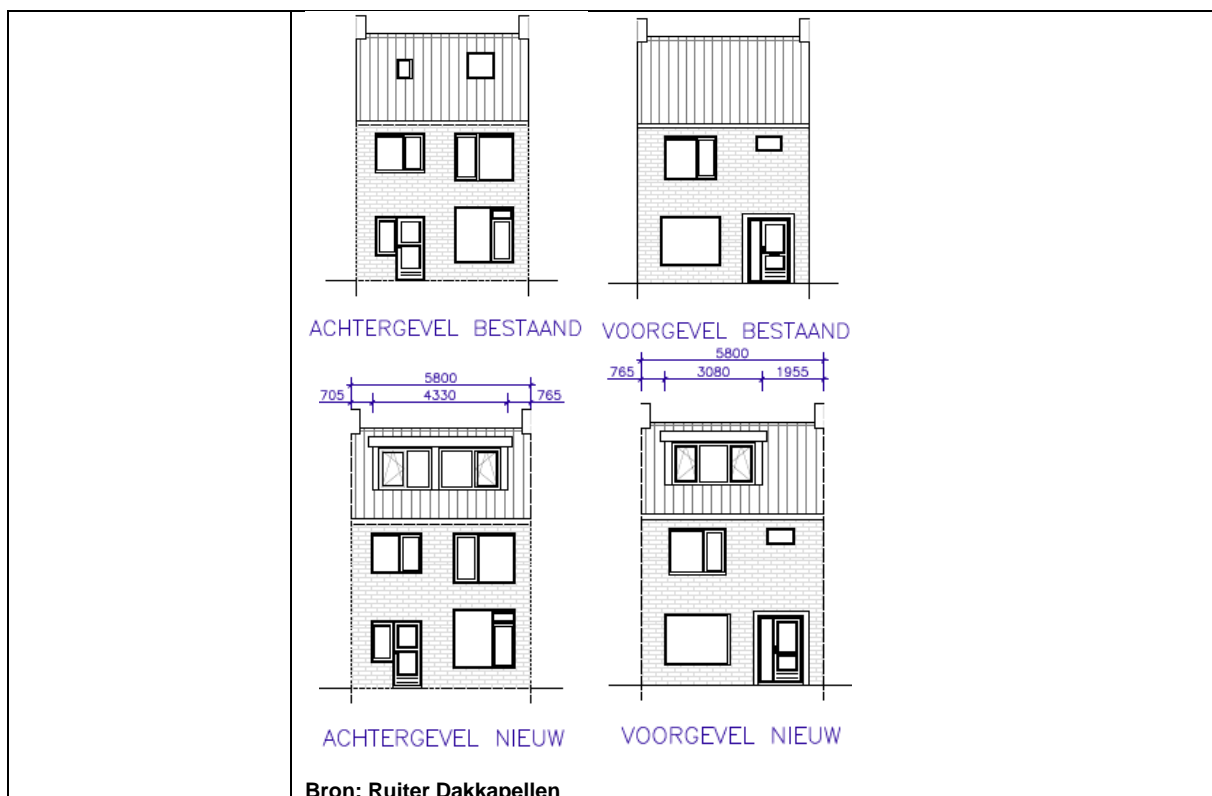 ACHTERGEVEL BESTAAND
VOORGEVEL BESTAAND
5800
705 4330 765
5800
765 3080 1955
ACHTERGEVEL NIEUW
VOORGEVEL NIEUW
Bron: Ruiter Dakkapellen